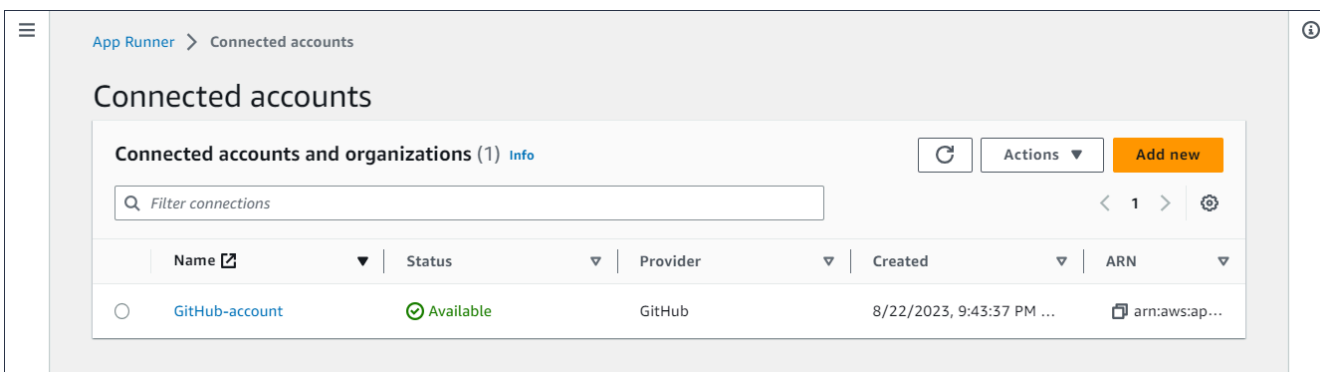 App Runner > Connected accounts
Connected accounts
Connected accounts and organizations (1) Info
Actions
Add new
Filter connections
1
Name Status Provider Created ARN
GitHub-account Available GitHub 8/22/2023, 9:43:37 PM ... arn:aws:ap...